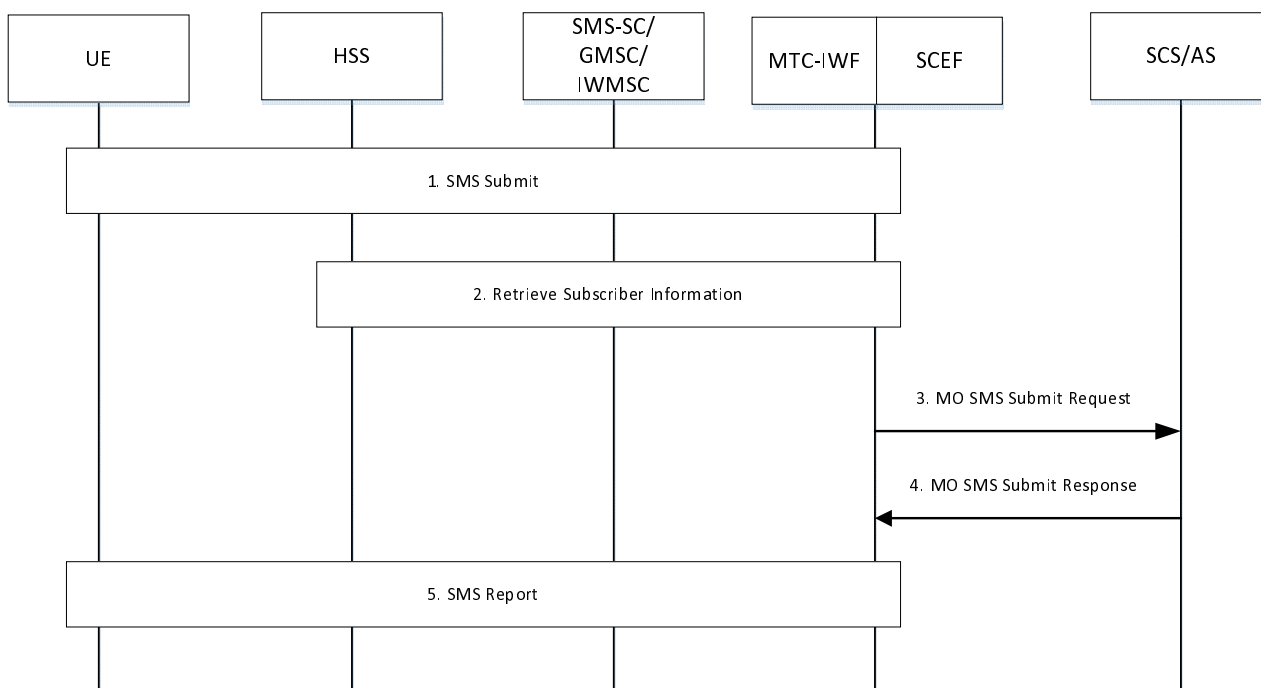 UE
HSS
SMS-SC/
GMSC/
IWMSC
MTC-IWF
SCEF
SCS/AS
1. SMS Submit
2. Retrieve Subscriber Information
3. MO SMS Submit Request
4. MO SMS Submit Response
5. SMS Report